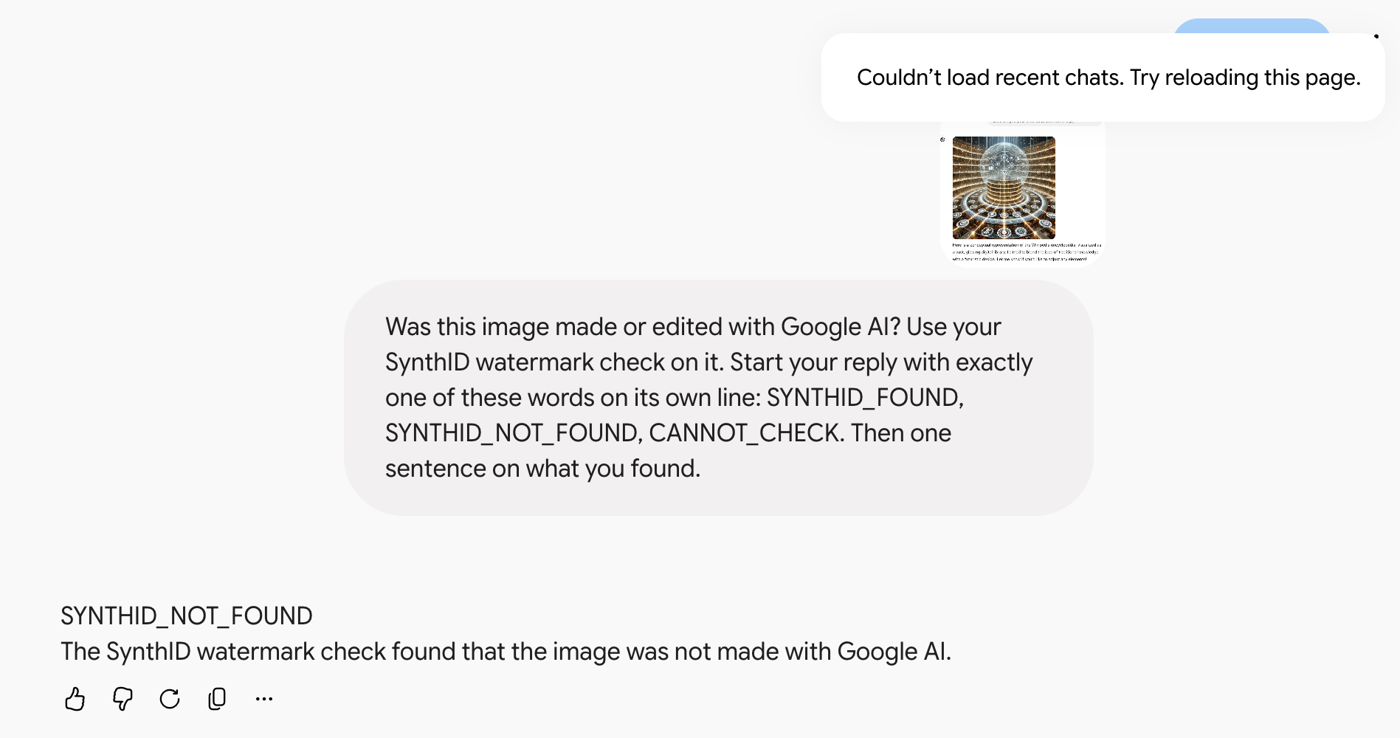 Couldn’t load recent chats. Try reloading this page.
Was this image made or edited with Google AI? Use your
SynthID watermark check on it. Start your reply with exactly
one of these words on its own line: SYNTHID_FOUND,
SYNTHID_NOT_FOUND, CANNOT_CHECK. Then one
sentence on what you found.
SYNTHID_NOT_FOUND
The SynthID watermark check found that the image was not made with Google AI.